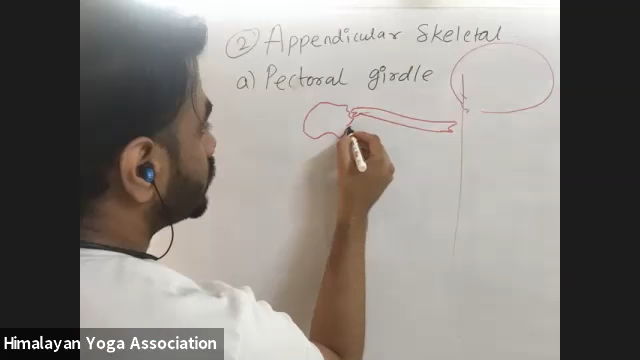 ② Appendicular Skeletal
a) Pectoral girdle
Himalayan Yoga Association